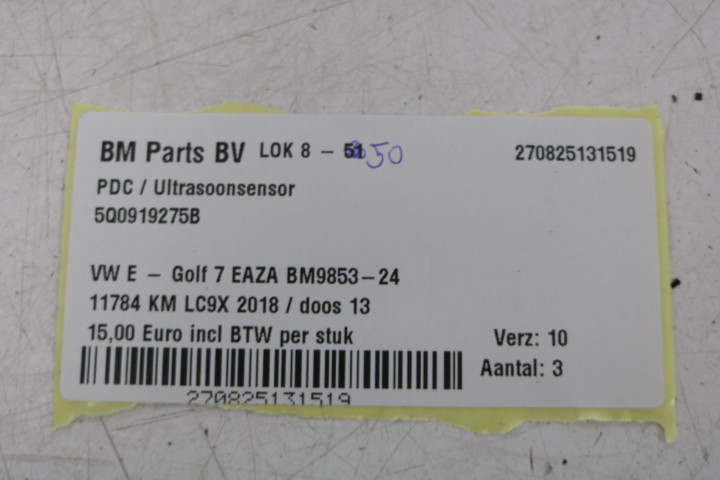 BM Parts BV LOK 8 – 50 270825131519
PDC / Ultrasoonsensor
5Q0919275B
VW E – Golf 7 EAZA BM9853–24
11784 KM LC9X 2018 / doos 13
15,00 Euro incl BTW per stuk Verz: 10
Aantal: 3
270825131519